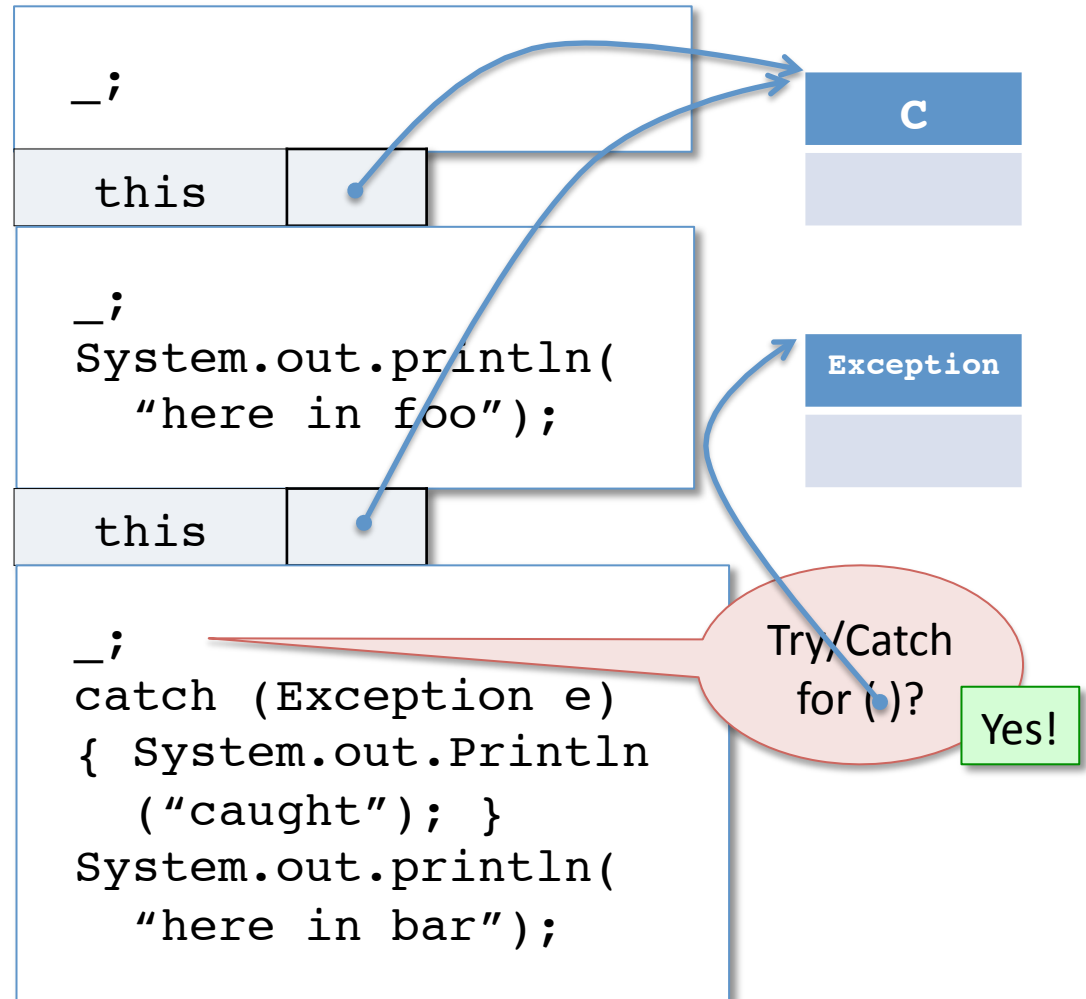 _;
C
this
_;
System.out.println(
“here in foo”);
Exception
this
_;
catch (Exception e)
{ System.out.Println
(“caught”); }
System.out.println(
“here in bar”);
Try/Catch
for ( )?
Yes!